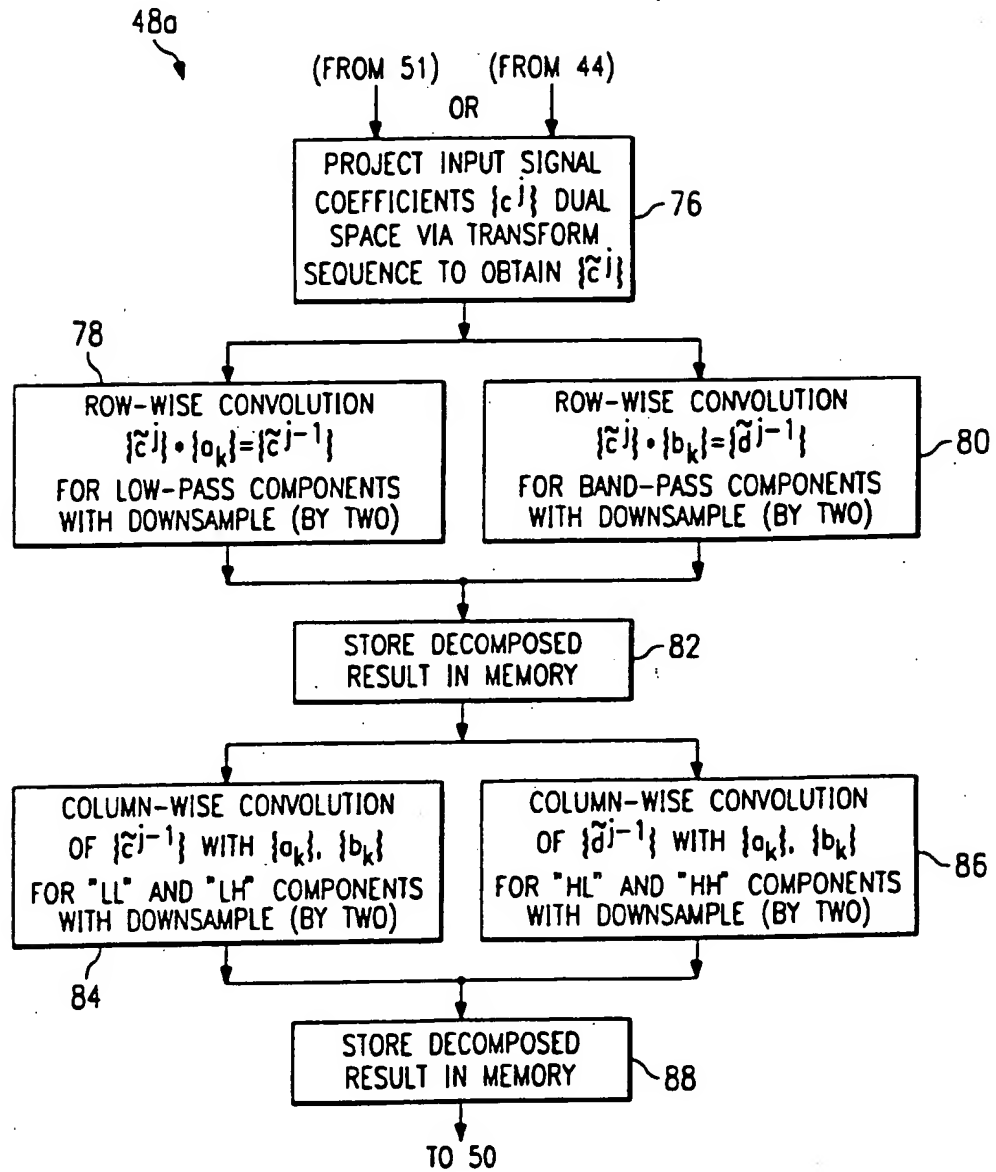 48a
(FROM 51) (FROM 44)
OR
PROJECT INPUT SIGNAL
COEFFICIENTS {c^j} DUAL
SPACE VIA TRANSFORM
SEQUENCE TO OBTAIN {c̃^j}
76
78
ROW-WISE CONVOLUTION
{c̃^j}•{a_k}={c̃^j-1}
FOR LOW-PASS COMPONENTS
WITH DOWNSAMPLE (BY TWO)
ROW-WISE CONVOLUTION
{c̃^j}•{b_k}={d̃^j-1}
FOR BAND-PASS COMPONENTS
WITH DOWNSAMPLE (BY TWO)
80
STORE DECOMPOSED
RESULT IN MEMORY
82
COLUMN-WISE CONVOLUTION
OF {c̃^j-1} WITH {a_k}, {b_k}
FOR "LL" AND "LH" COMPONENTS
WITH DOWNSAMPLE (BY TWO)
84
COLUMN-WISE CONVOLUTION
OF {d̃^j-1} WITH {a_k}, {b_k}
FOR "HL" AND "HH" COMPONENTS
WITH DOWNSAMPLE (BY TWO)
86
STORE DECOMPOSED
RESULT IN MEMORY
88
TO 50